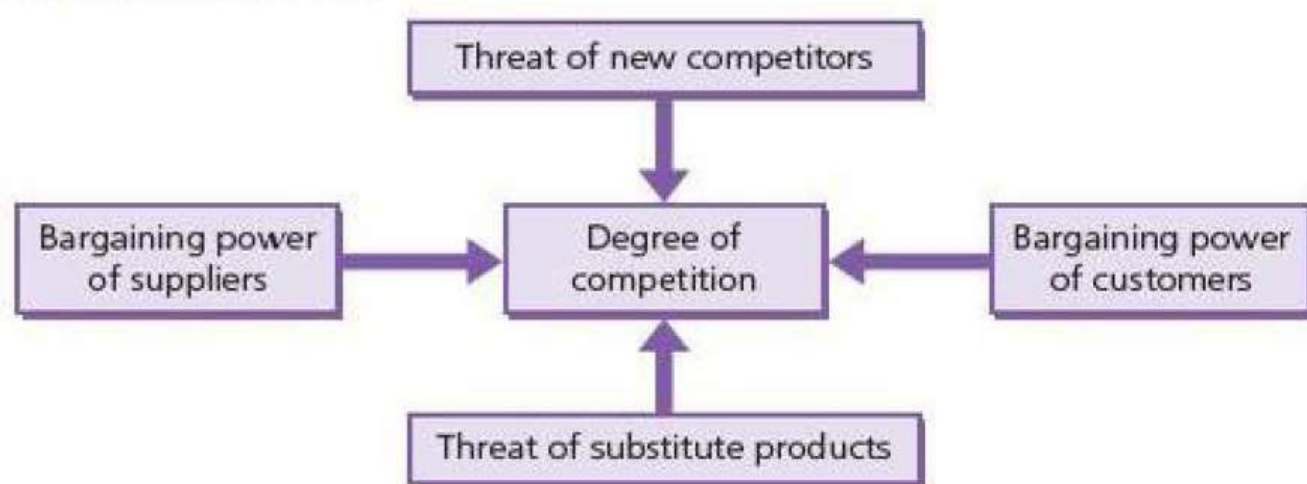 Threat of new competitors
Bargaining power
of suppliers
Degree of
competition
Bargaining power
of customers
Threat of substitute products